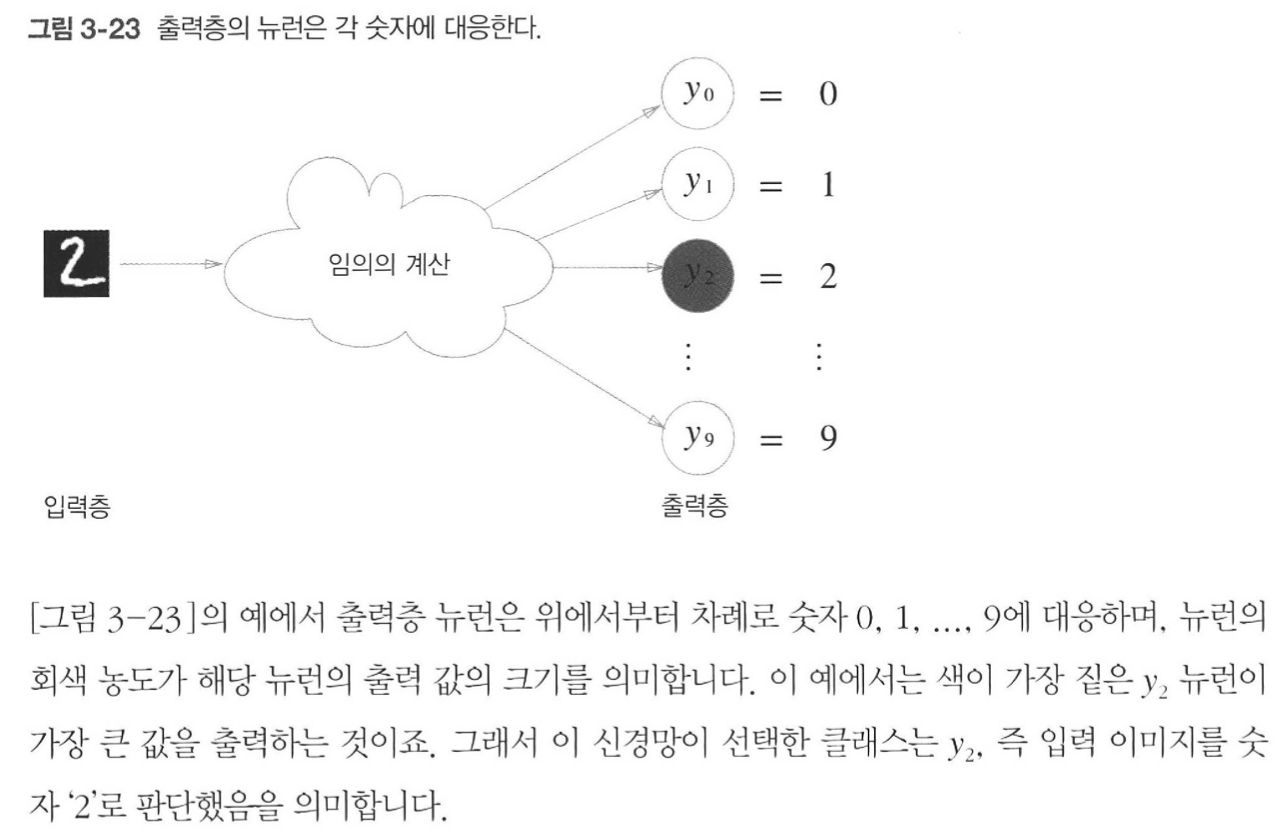 그림 3-23 출력층의 뉴런은 각 숫자에 대응한다.
y0 = 0
y1 = 1
2
임의의 계산
y2 = 2
⋮ ⋮
y9 = 9
입력층 출력층
[그림 3-23]의 예에서 출력층 뉴런은 위에서부터 차례로 숫자 0, 1, ..., 9에 대응하며, 뉴런의
회색 농도가 해당 뉴런의 출력 값의 크기를 의미합니다. 이 예에서는 색이 가장 짙은 y2 뉴런이
가장 큰 값을 출력하는 것이죠. 그래서 이 신경망이 선택한 클래스는 y2, 즉 입력 이미지를 숫
자 ‘2’로 판단했음을 의미합니다.